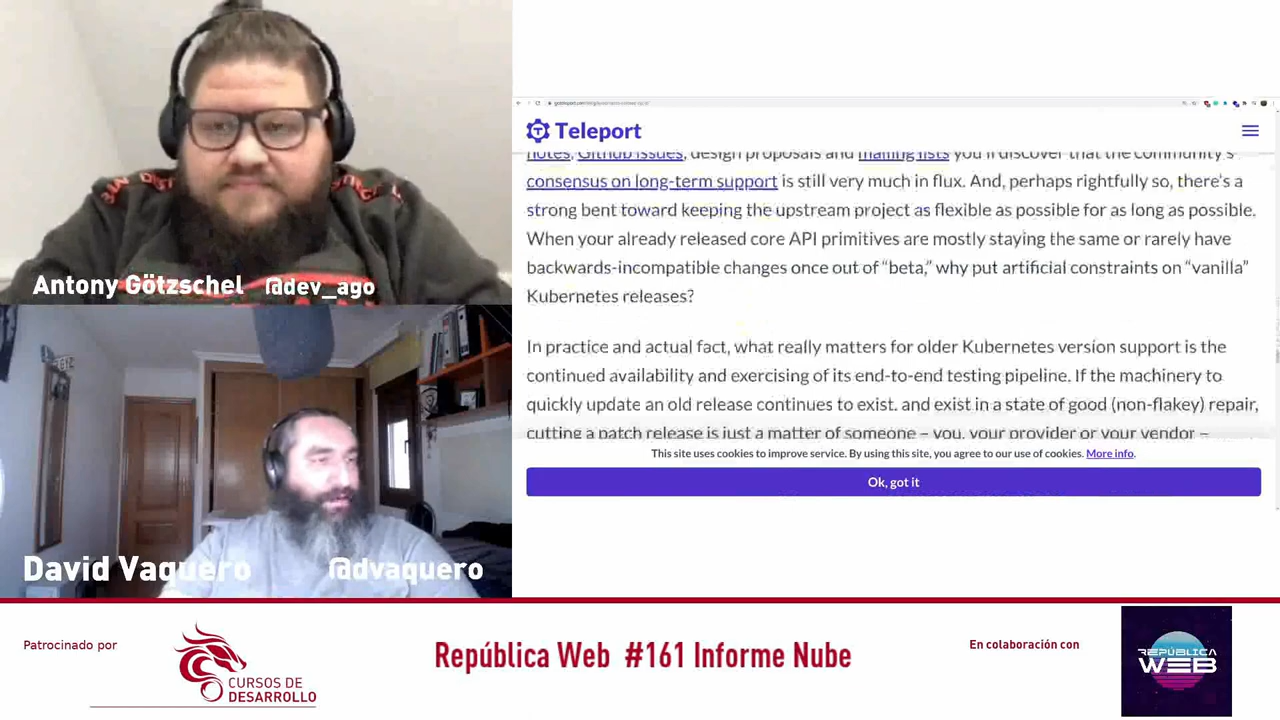 Antony Götzschel @dev_ago
David Vaquero @dvaquero
Teleport
notes, Github issues, design proposals and mailing lists you'll discover that the community's
consensus on long-term support is still very much in flux. And, perhaps rightfully so, there's a
strong bent toward keeping the upstream project as flexible as possible for as long as possible.
When your already released core API primitives are mostly staying the same or rarely have
backwards-incompatible changes once out of "beta," why put artificial constraints on "vanilla"
Kubernetes releases?
In practice and actual fact, what really matters for older Kubernetes version support is the
continued availability and exercising of its end-to-end testing pipeline. If the machinery to
quickly update an old release continues to exist. and exist in a state of good (non-flakey) repair,
cutting a patch release is just a matter of someone – you, your provider or your vendor –
This site uses cookies to improve service. By using this site, you agree to our use of cookies. More info.
Ok, got it
Patrocinado por
CURSOS DE
DESARROLLO
República Web #161 Informe Nube
En colaboración con
REPÚBLICA
WEB